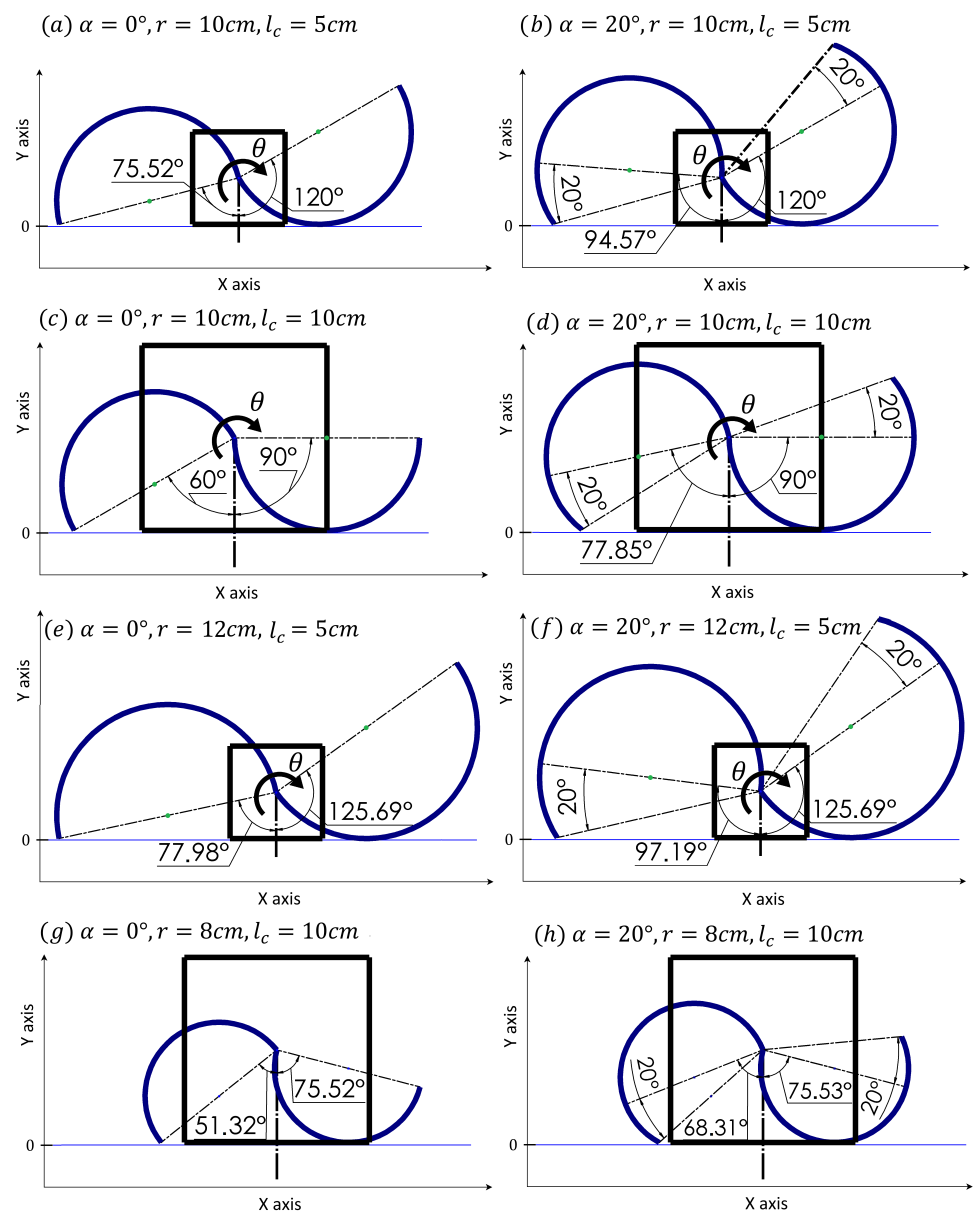 (a) α = 0°, r = 10cm, l_c = 5cm
Y axis
75.52°
θ
120°
0
X axis
(b) α = 20°, r = 10cm, l_c = 5cm
Y axis
20°
θ
20°
120°
94.57°
0
X axis
(c) α = 0°, r = 10cm, l_c = 10cm
Y axis
θ
90°
60°
0
X axis
(d) α = 20°, r = 10cm, l_c = 10cm
Y axis
θ
20°
90°
20°
77.85°
0
X axis
(e) α = 0°, r = 12cm, l_c = 5cm
Y axis
θ
125.69°
77.98°
0
X axis
(f) α = 20°, r = 12cm, l_c = 5cm
Y axis
20°
θ
20°
125.69°
97.19°
0
X axis
(g) α = 0°, r = 8cm, l_c = 10cm
Y axis
75.52°
51.32°
0
X axis
(h) α = 20°, r = 8cm, l_c = 10cm
Y axis
20°
75.53°
20°
68.31°
0
X axis